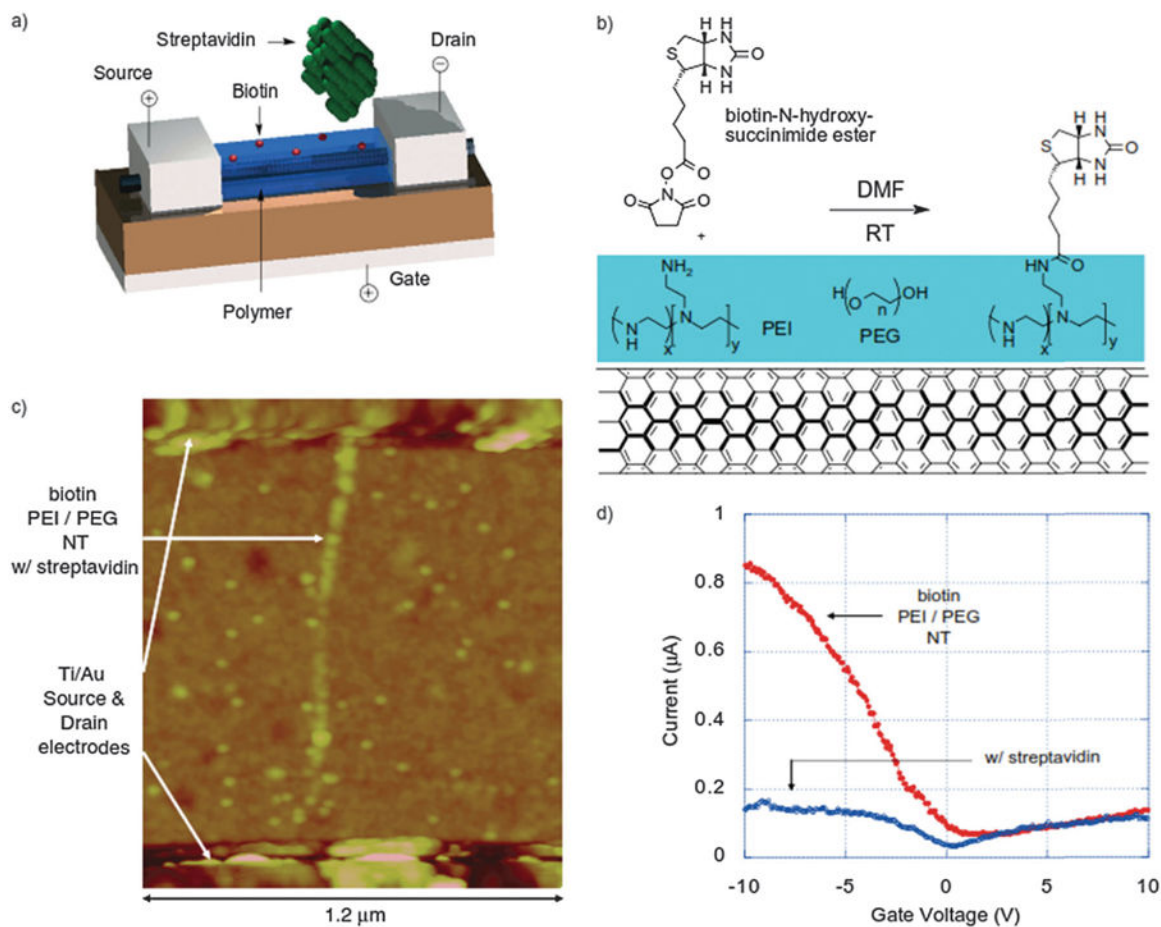 a)
Streptavidin
Drain
Source
Biotin
Gate
Polymer
b)
biotin-N-hydroxy-
succinimide ester
DMF
RT
+
H
N
O
N
H
S
H
H
O
O
O
N
O
H
N
O
N
H
S
H
H
HN
O
NH2
N
N
H
x
y
PEI
H
O
n
OH
PEG
N
N
H
x
y
c)
biotin
PEI / PEG
NT
w/ streptavidin
Ti/Au
Source &
Drain
electrodes
1.2 µm
d)
1
0.8
0.6
0.4
0.2
0
Current (µA)
biotin
PEI / PEG
NT
w/ streptavidin
-10
-5
0
5
10
Gate Voltage (V)